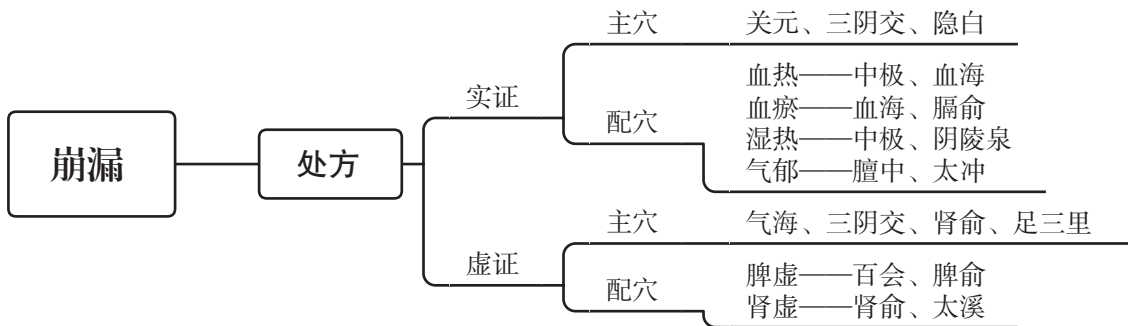 崩漏
处方
实证
主穴
关元、三阴交、隐白
配穴
血热——中极、血海
血瘀——血海、膈俞
湿热——中极、阴陵泉
气郁——膻中、太冲
虚证
主穴
气海、三阴交、肾俞、足三里
配穴
脾虚——百会、脾俞
肾虚——肾俞、太溪